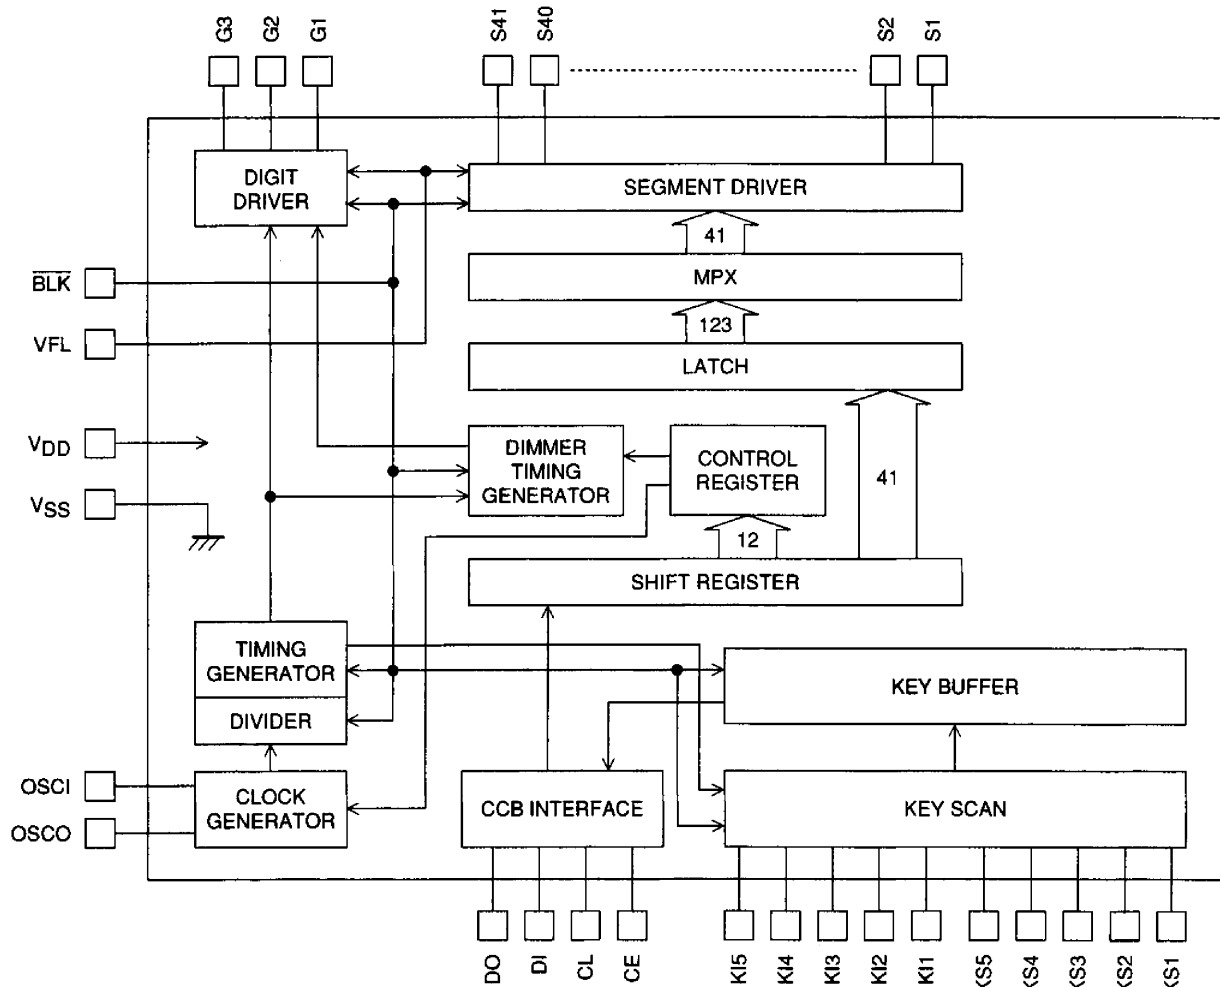 G3
G2
G1
S41
S40
S2
S1
DIGIT
DRIVER
SEGMENT DRIVER
41
BLK
MPX
123
VFL
LATCH
VDD
DIMMER
TIMING
GENERATOR
CONTROL
REGISTER
41
VSS
12
SHIFT REGISTER
TIMING
GENERATOR
KEY BUFFER
DIVIDER
OSCI
CLOCK
GENERATOR
CCB INTERFACE
KEY SCAN
OSCO
DO
DI
CL
CE
KI5
KI4
KI3
KI2
KI1
KS5
KS4
KS3
KS2
KS1